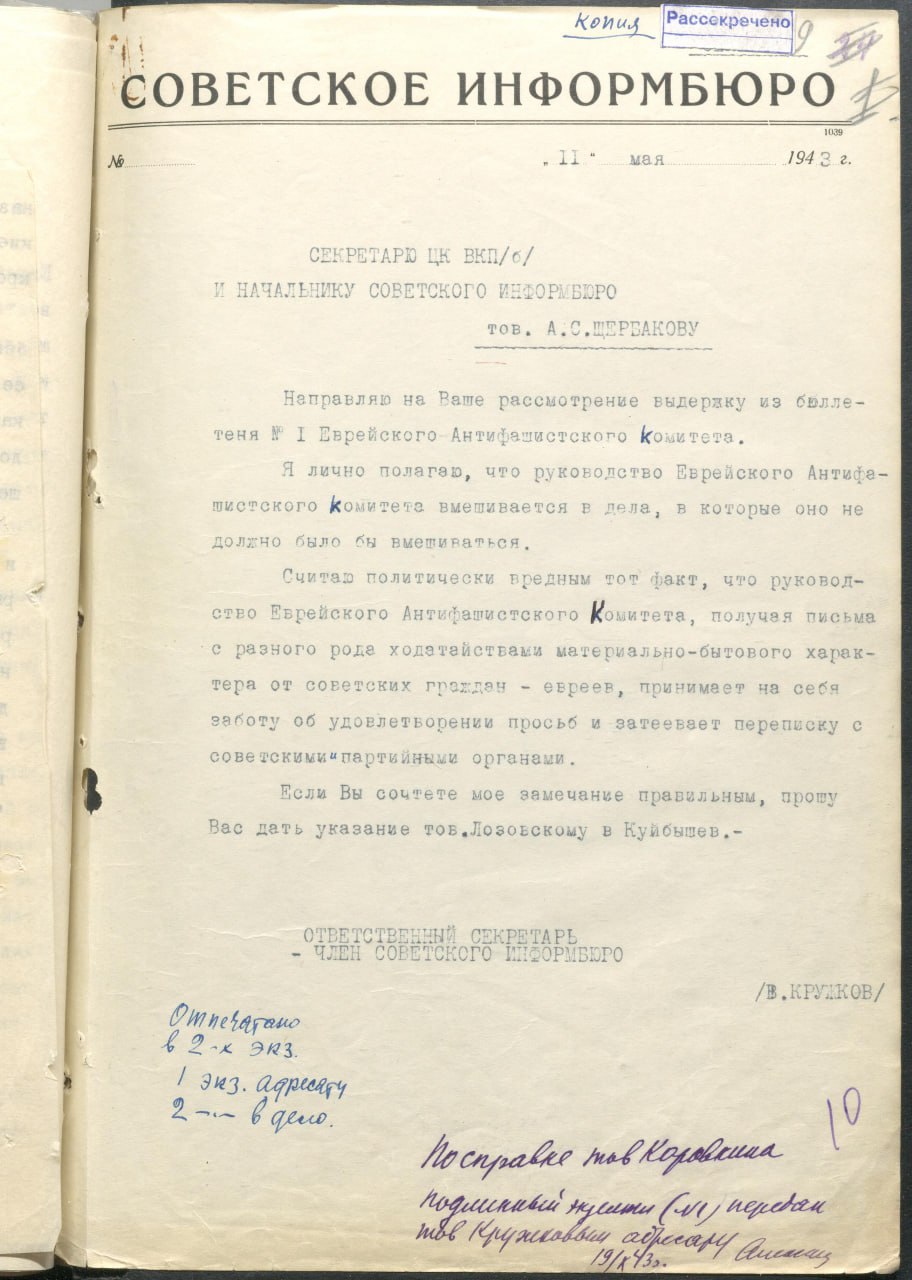 Копия
Рассекречено
9
СОВЕТСКОЕ ИНФОРМБЮРО
1039
№
„11“ мая 1943 г.
СЕКРЕТАРЮ ЦК ВКП/б/
И НАЧАЛЬНИКУ СОВЕТСКОГО ИНФОРМБЮРО
тов. А.С.ЩЕРБАКОВУ
Направляю на Ваше рассмотрение выдержку из бюлле-
теня № I Еврейского Антифашистского Комитета.
Я лично полагаю, что руководство Еврейского Антифа-
шистского Комитета вмешивается в дела, в которые оно не
должно было бы вмешиваться.
Считаю политически вредным тот факт, что руковод-
ство Еврейского Антифашистского Комитета, получая письма
с разного рода ходатайствами материально-бытового харак-
тера от советских граждан - евреев, принимает на себя
заботу об удовлетворении просьб и затеевает переписку с
советскими и партийными органами.
Если Вы сочтете мое замечание правильным, прошу
Вас дать указание тов.Лозовскому в Куйбышев.-
ОТВЕТСТВЕННЫЙ СЕКРЕТАРЬ
- ЧЛЕН СОВЕТСКОГО ИНФОРМБЮРО
КРУЖКОВ/
Отпечатано
в 2-х экз.
1 экз. адресату
2 -"- в дело.
10
По справке тов Коровкина
подлинный (№1) передан
тов Кружковым адресату
19/X 43г.